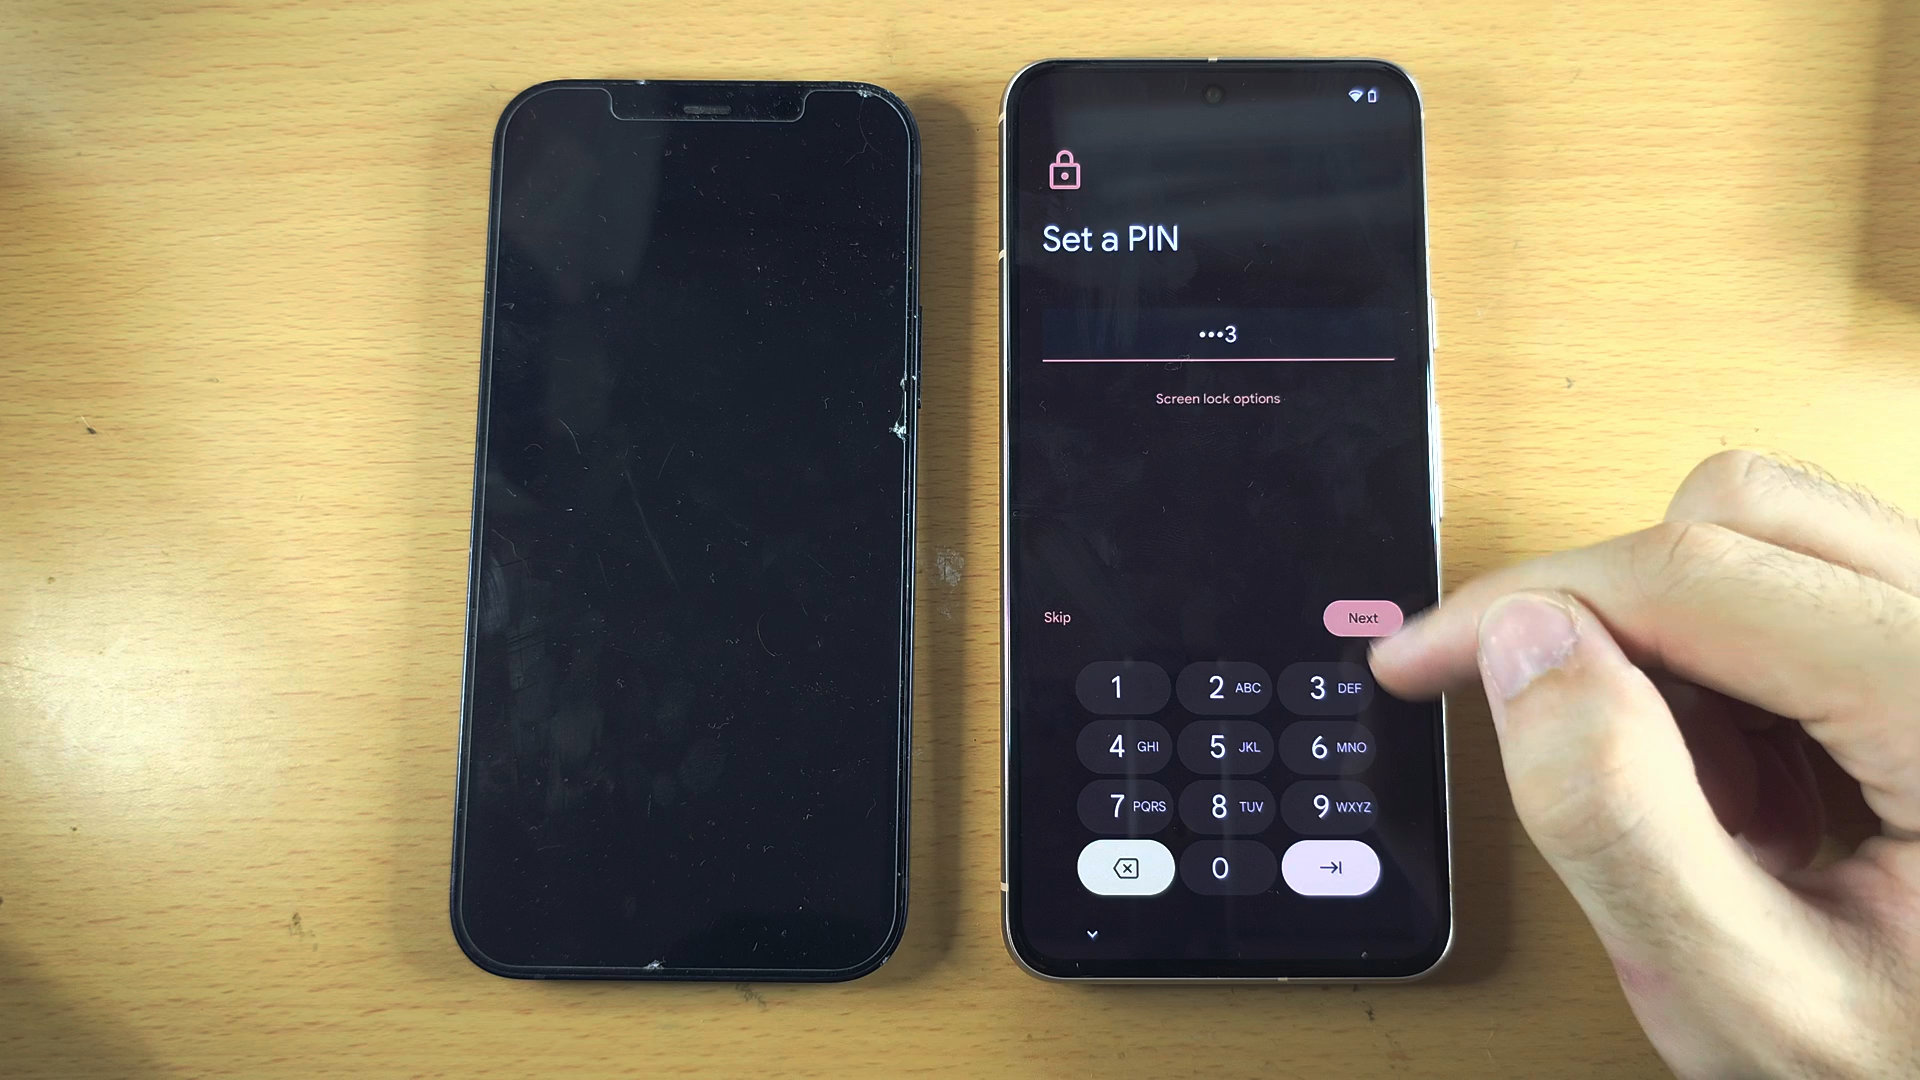 Set a PIN
•••3
Screen lock options
Skip
Next
1
2 ABC
3 DEF
4 GHI
5 JKL
6 MNO
7 PQRS
8 TUV
9 WXYZ
0